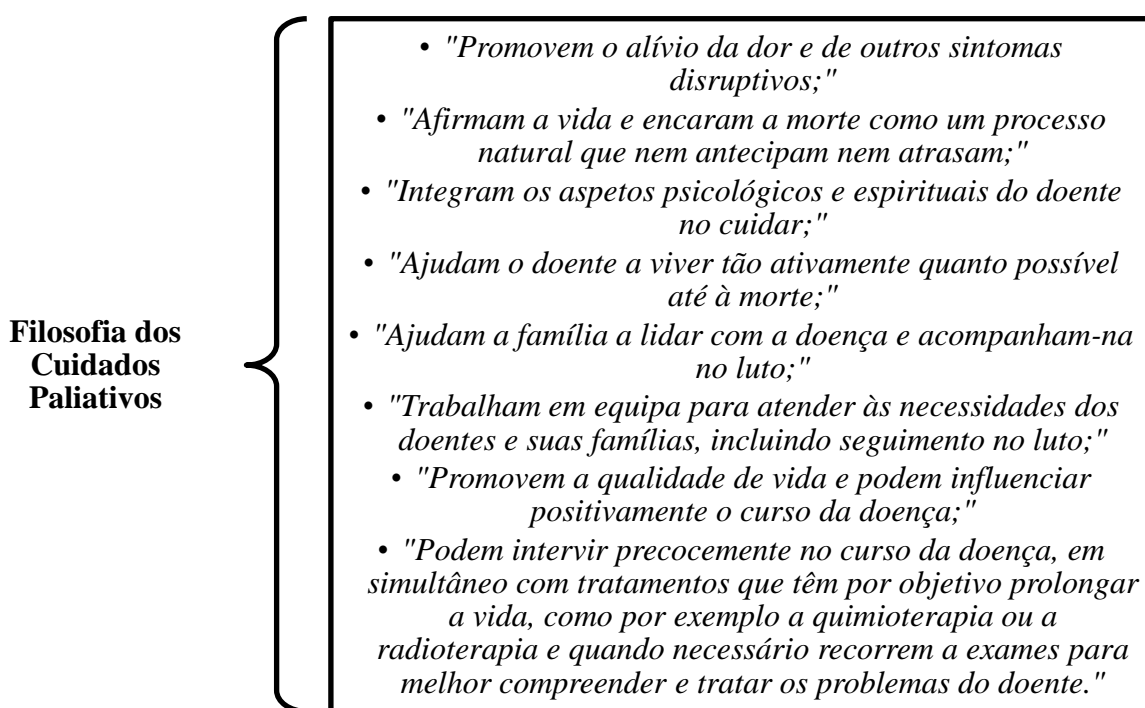 Filosofia dos
Cuidados
Paliativos
• "Promovem o alívio da dor e de outros sintomas
disruptivos;"
• "Afirmam a vida e encaram a morte como um processo
natural que nem antecipam nem atrasam;"
• "Integram os aspetos psicológicos e espirituais do doente
no cuidar;"
• "Ajudam o doente a viver tão ativamente quanto possível
até à morte;"
• "Ajudam a família a lidar com a doença e acompanham-na
no luto;"
• "Trabalham em equipa para atender às necessidades dos
doentes e suas famílias, incluindo seguimento no luto;"
• "Promovem a qualidade de vida e podem influenciar
positivamente o curso da doença;"
• "Podem intervir precocemente no curso da doença, em
simultâneo com tratamentos que têm por objetivo prolongar
a vida, como por exemplo a quimioterapia ou a
radioterapia e quando necessário recorrem a exames para
melhor compreender e tratar os problemas do doente."